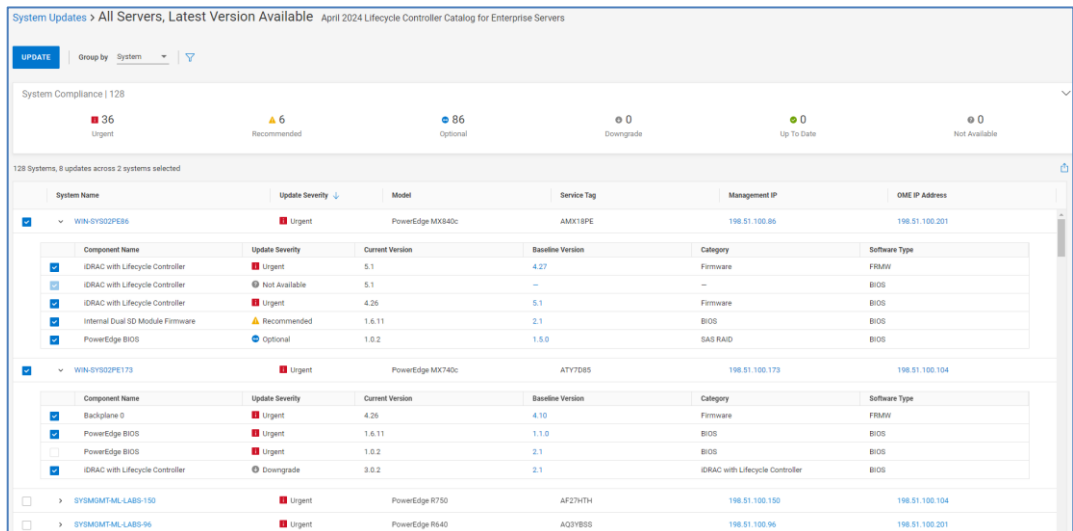 System Updates > All Servers, Latest Version Available April 2024 Lifecycle Controller Catalog for Enterprise Servers
UPDATE Group by System
System Compliance | 128
36 6 86 0 0 0
Urgent Recommended Optional Downgrade Up To Date Not Available
128 Systems, 8 updates across 2 systems selected
System Name Update Severity Model Service Tag Management IP OME IP Address
WIN-SYS02PE86 Urgent PowerEdge MX840c AMX18PE 198.51.100.86 198.51.100.201
Component Name Update Severity Current Version Baseline Version Category Software Type
iDRAC with Lifecycle Controller Urgent 5.1 4.27 Firmware FRMW
iDRAC with Lifecycle Controller Not Available 5.1 – – BIOS
iDRAC with Lifecycle Controller Urgent 4.26 5.1 Firmware BIOS
Internal Dual SD Module Firmware Recommended 1.6.11 2.1 BIOS BIOS
PowerEdge BIOS Optional 1.0.2 1.5.0 SAS RAID BIOS
WIN-SYS02PE173 Urgent PowerEdge MX740c ATY7D85 198.51.100.173 198.51.100.104
Component Name Update Severity Current Version Baseline Version Category Software Type
Backplane 0 Urgent 4.26 4.10 Firmware FRMW
PowerEdge BIOS Urgent 1.6.11 1.1.0 BIOS BIOS
PowerEdge BIOS Urgent 1.0.2 2.1 BIOS BIOS
iDRAC with Lifecycle Controller Downgrade 3.0.2 2.1 iDRAC with Lifecycle Controller BIOS
SYSMGMT-ML-LABS-150 Urgent PowerEdge R750 AF27HTH 198.51.100.150 198.51.100.104
SYSMGMT-ML-LABS-96 Urgent PowerEdge R640 AQ3YBSS 198.51.100.96 198.51.100.201